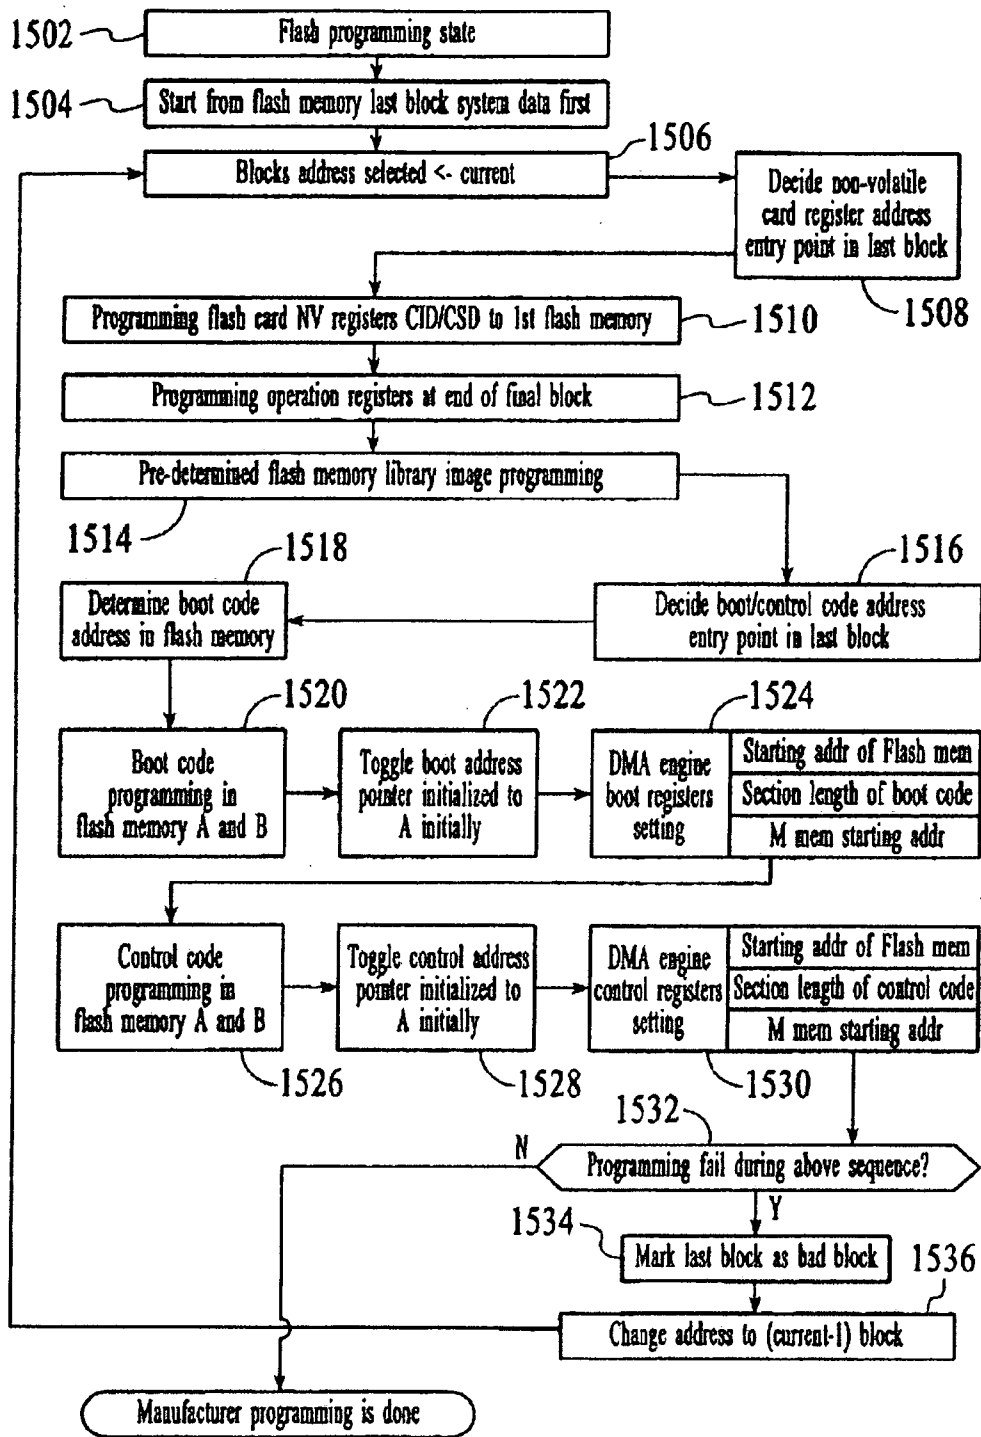 1502
Flash programming state
1504
Start from flash memory last block system data first
1506
Blocks address selected <- current
Decide non-volatile
card register address
entry point in last block
1508
Programming flash card NV registers CID/CSD to 1st flash memory
1510
Programming operation registers at end of final block
1512
Pre-determined flash memory library image programming
1514
1516
Decide boot/control code address
entry point in last block
1518
Determine boot code
address in flash memory
1520
Boot code
programming in
flash memory A and B
1522
Toggle boot address
pointer initialized to
A initially
1524
DMA engine
boot registers
setting
Starting addr of Flash mem
Section length of boot code
M mem starting addr
Control code
programming in
flash memory A and B
1526
Toggle control address
pointer initialized to
A initially
1528
DMA engine
control registers
setting
1530
Starting addr of Flash mem
Section length of control code
M mem starting addr
1532
Programming fail during above sequence?
N
Y
1534
Mark last block as bad block
1536
Change address to (current-1) block
Manufacturer programming is done